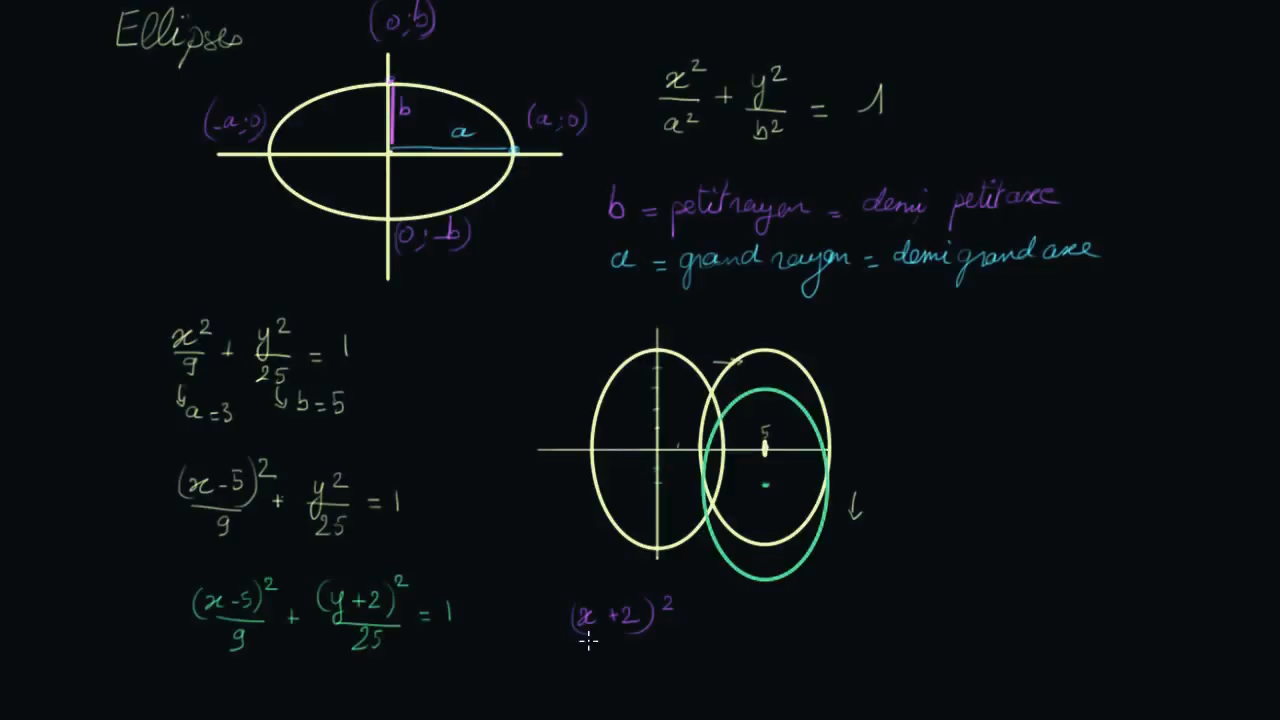 Ellipses
(0;b)
(-a;0)
b
a
(a;0)
(0;-b)
x²/a² + y²/b² = 1
b = petit rayon = demi petit axe
a = grand rayon = demi grand axe
x²/9 + y²/25 = 1
↓ a=3 ↓ b=5
(x-5)²/9 + y²/25 = 1
(x-5)²/9 + (y+2)²/25 = 1
→
5
↓
(x+2)²